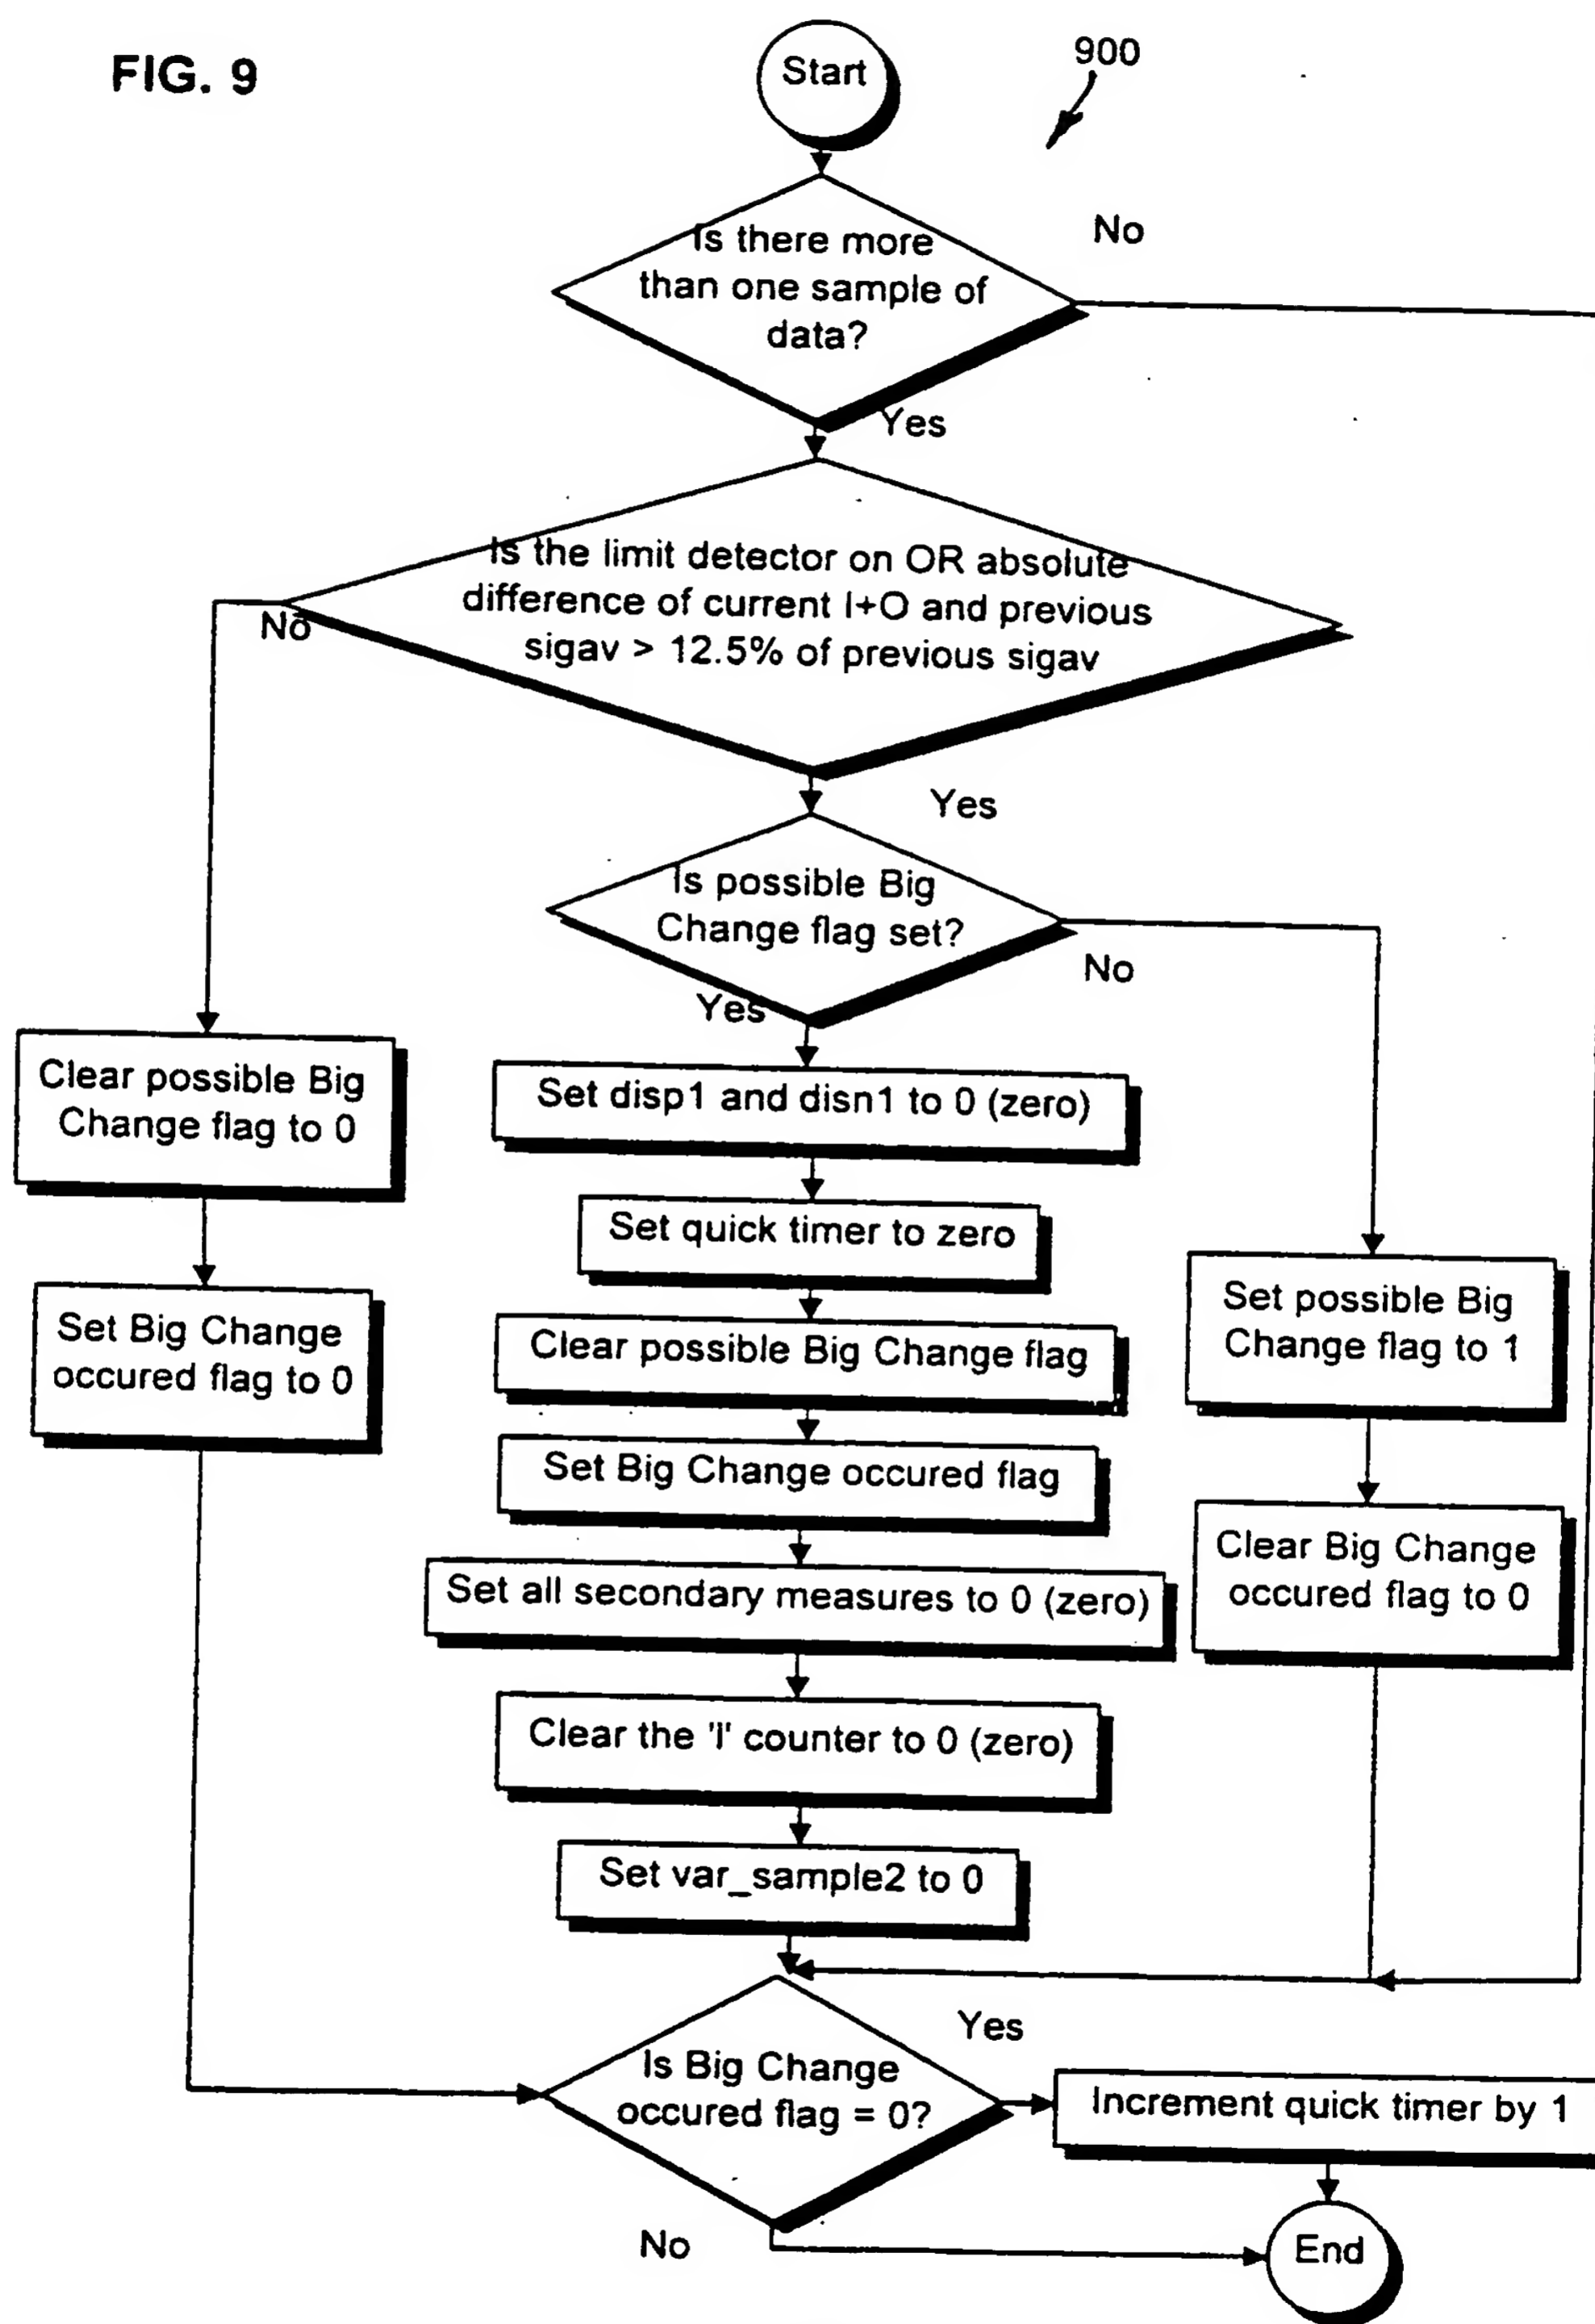 FIG. 9
Start
900
Is there more
than one sample of
data?
No
Yes
Is the limit detector on OR absolute
difference of current I+O and previous
sigav > 12.5% of previous sigav
No
Yes
Is possible Big
Change flag set?
No
Yes
Clear possible Big
Change flag to 0
Set Big Change
occured flag to 0
Set disp1 and disn1 to 0 (zero)
Set quick timer to zero
Clear possible Big Change flag
Set Big Change occured flag
Set all secondary measures to 0 (zero)
Clear the 'I' counter to 0 (zero)
Set var_sample2 to 0
Set possible Big
Change flag to 1
Clear Big Change
occured flag to 0
Is Big Change
occured flag = 0?
Yes
Increment quick timer by 1
No
End